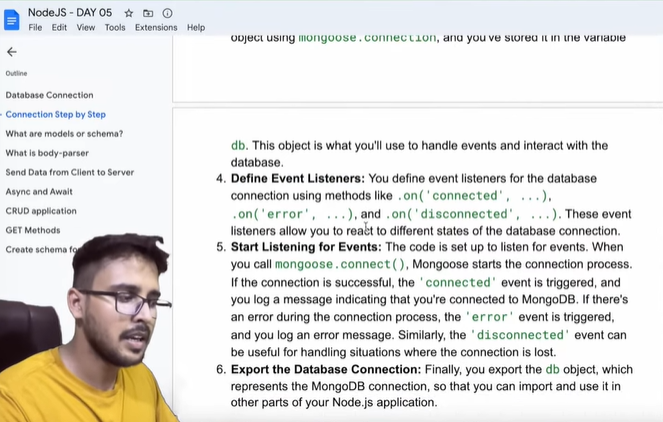 NodeJS - DAY 05
File Edit View Tools Extensions Help
Outline
Database Connection
Connection Step by Step
What are models or schema?
What is body-parser
Send Data from Client to Server
Async and Await
CRUD application
GET Methods
Create schema fo
object using mongoose.connection, and you've stored it in the variable
db. This object is what you'll use to handle events and interact with the
database.
4. Define Event Listeners: You define event listeners for the database
connection using methods like .on('connected', ...),
.on('error', ...), and .on('disconnected', ...). These event
listeners allow you to react to different states of the database connection.
5. Start Listening for Events: The code is set up to listen for events. When
you call mongoose.connect(), Mongoose starts the connection process.
If the connection is successful, the 'connected' event is triggered, and
you log a message indicating that you're connected to MongoDB. If there's
an error during the connection process, the 'error' event is triggered,
and you log an error message. Similarly, the 'disconnected' event can
be useful for handling situations where the connection is lost.
6. Export the Database Connection: Finally, you export the db object, which
represents the MongoDB connection, so that you can import and use it in
other parts of your Node.js application.